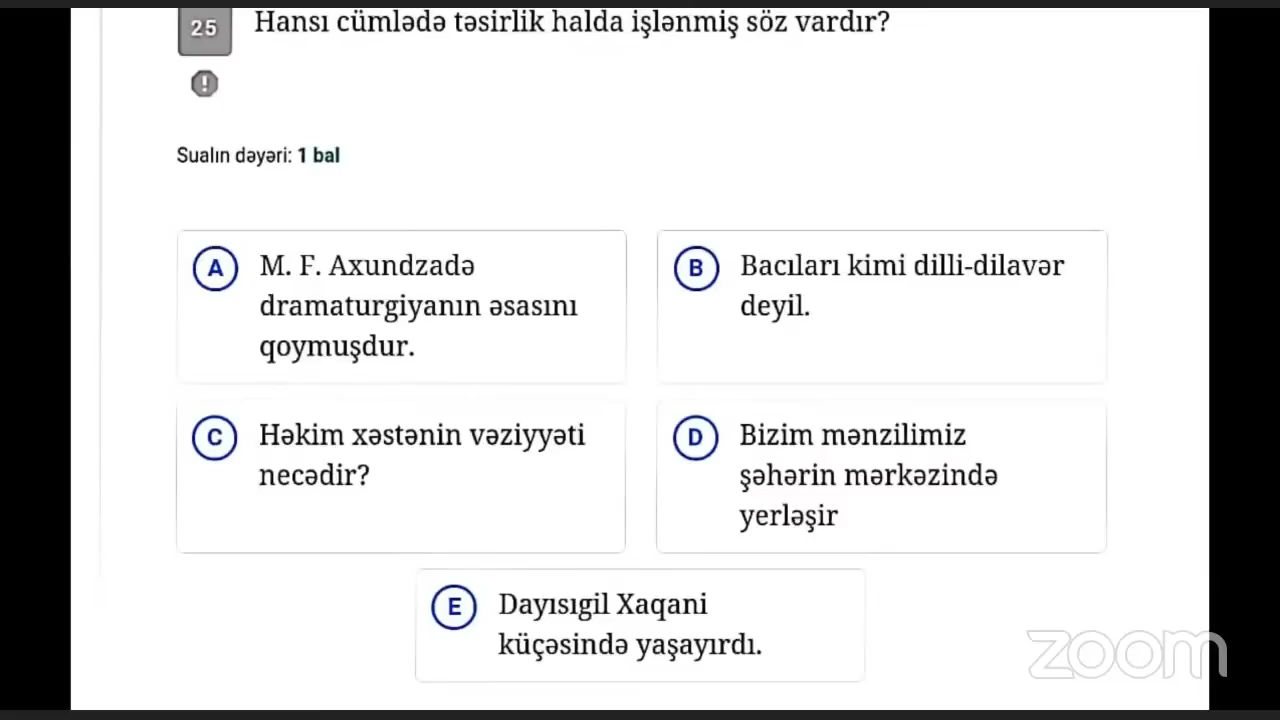 25
Hansı cümlədə təsirlik halda işlənmiş söz vardır?
!
Sualın dəyəri: 1 bal
A
M. F. Axundzadə
dramaturgiyanın əsasını
qoymuşdur.
B
Bacıları kimi dilli-dilavər
deyil.
C
Həkim xəstənin vəziyyəti
necədir?
D
Bizim mənzilimiz
şəhərin mərkəzində
yerləşir
E
Dayısıgil Xaqani
küçəsində yaşayırdı.
zoom